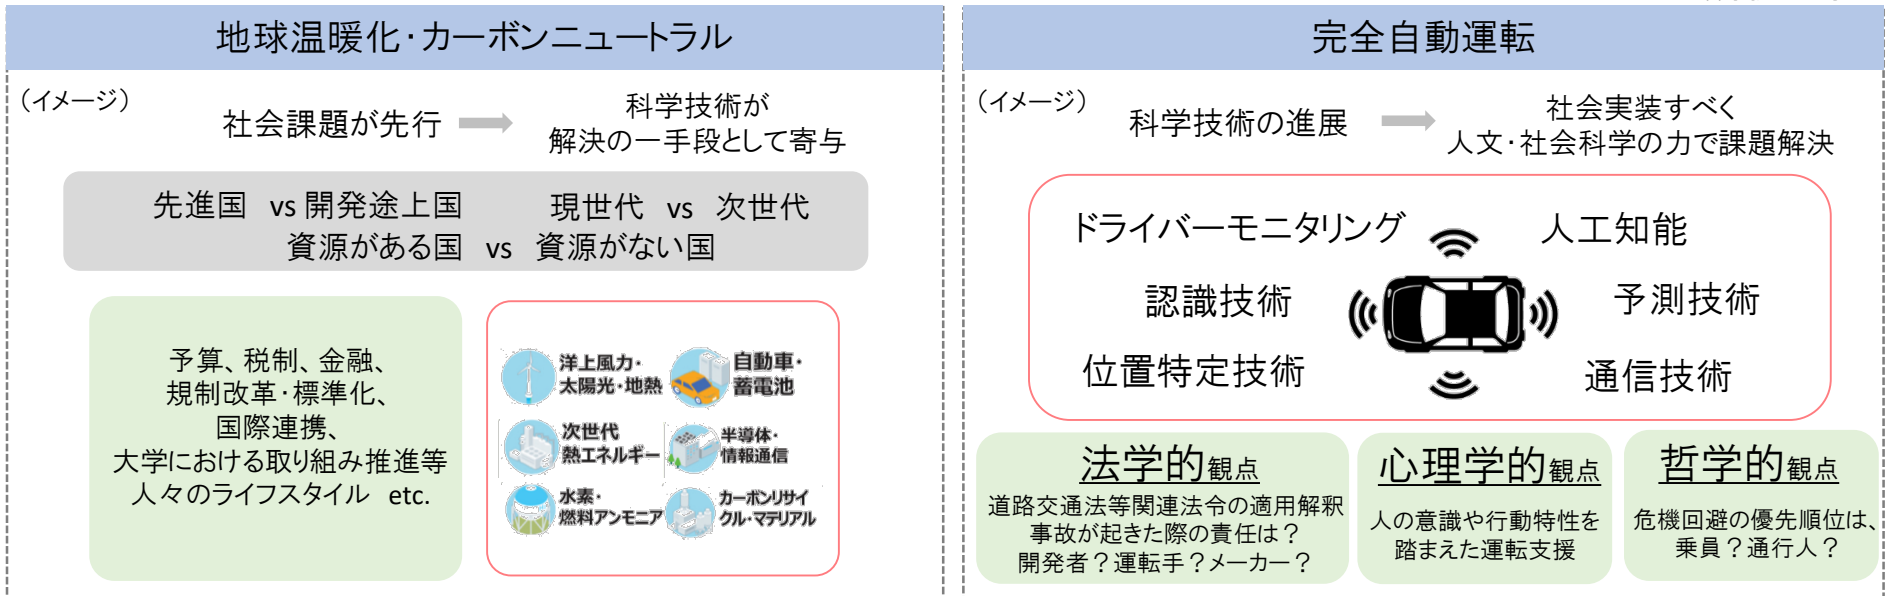 地球温暖化・カーボンニュートラル
（イメージ）
社会課題が先行
科学技術が
解決の一手段として寄与
先進国 vs 開発途上国 現世代 vs 次世代
資源がある国 vs 資源がない国
予算、税制、金融、
規制改革・標準化、
国際連携、
大学における取り組み推進等
人々のライフスタイル etc.
洋上風力・
太陽光・地熱
自動車・
蓄電池
次世代
熱エネルギー
半導体・
情報通信
水素・
燃料アンモニア
カーボンリサイ
クル・マテリアル
完全自動運転
（イメージ）
科学技術の進展
社会実装すべく
人文・社会科学の力で課題解決
ドライバーモニタリング
人工知能
認識技術
予測技術
位置特定技術
通信技術
法学的観点
道路交通法等関連法令の適用解釈
事故が起きた際の責任は？
開発者？運転手？メーカー？
心理学的観点
人の意識や行動特性を
踏まえた運転支援
哲学的観点
危機回避の優先順位は、
乗員？通行人？